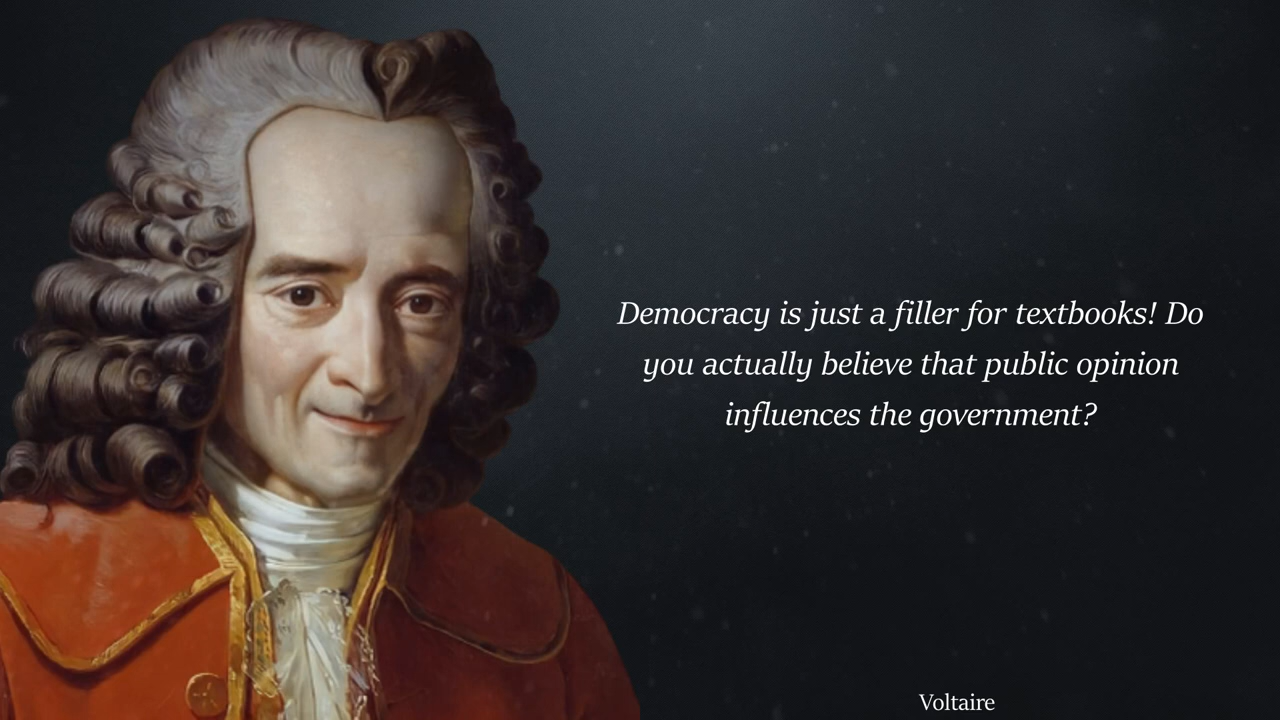 Democracy is just a filler for textbooks! Do
you actually believe that public opinion
influences the government?
Voltaire